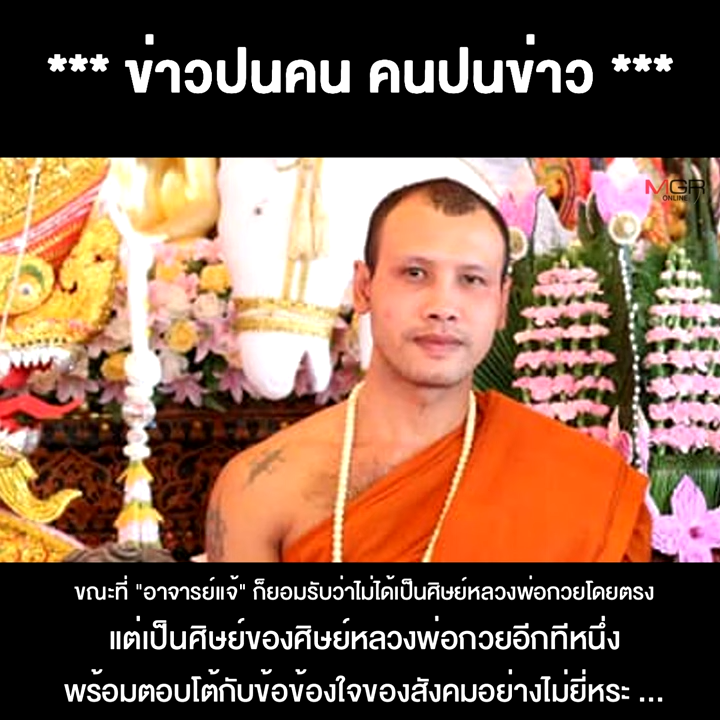 *** ข่าวปนคน คนปนข่าว ***
MGR
ONLINE
ขณะที่ "อาจารย์แจ้" ก็ยอมรับว่าไม่ได้เป็นศิษย์หลวงพ่อกวยโดยตรง
แต่เป็นศิษย์ของศิษย์หลวงพ่อกวยอีกทีหนึ่ง
พร้อมตอบโต้กับข้อข้องใจของสังคมอย่างไม่ยี่หระ ...